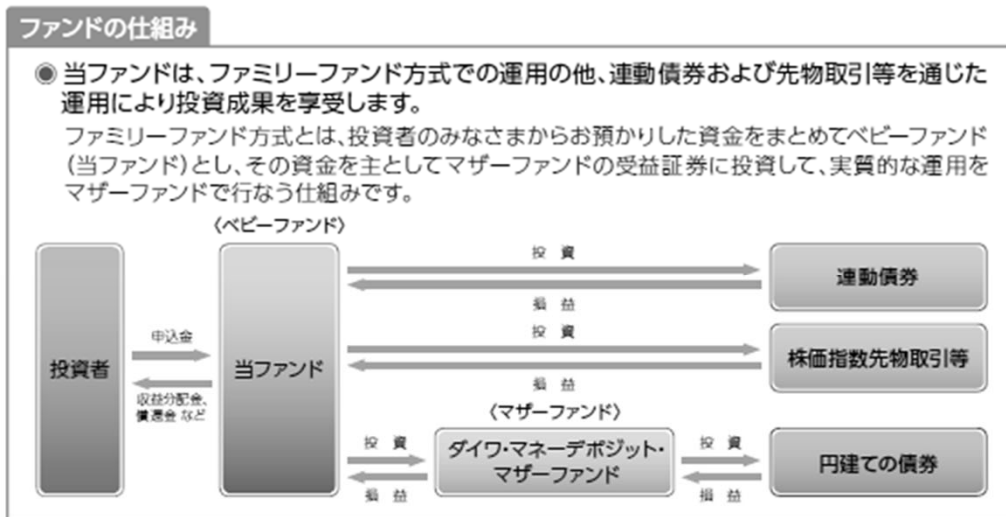 ファンドの仕組み
◉ 当ファンドは、ファミリーファンド方式での運用の他、連動債券および先物取引等を通じた
運用により投資成果を享受します。
ファミリーファンド方式とは、投資者のみなさまからお預かりした資金をまとめてベビーファンド
（当ファンド）とし、その資金を主としてマザーファンドの受益証券に投資して、実質的な運用を
マザーファンドで行なう仕組みです。
〈ベビーファンド〉
投資者
申込金
収益分配金、
償還金 など
当ファンド
投 資
損 益
連動債券
投 資
損 益
株価指数先物取引等
〈マザーファンド〉
投 資
損 益
ダイワ・マネーデポジット・
マザーファンド
投 資
損 益
円建ての債券